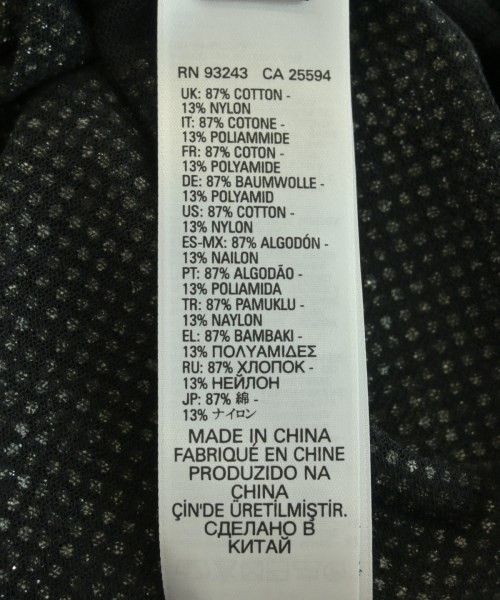 RN 93243 CA 25594
UK: 87% COTTON -
13% NYLON
IT: 87% COTONE -
13% POLIAMMIDE
FR: 87% COTON -
13% POLYAMIDE
DE: 87% BAUMWOLLE -
13% POLYAMID
US: 87% COTTON -
13% NYLON
ES-MX: 87% ALGODÓN -
13% NAILON
PT: 87% ALGODÃO -
13% POLIAMIDA
TR: 87% PAMUKLU -
13% NAYLON
EL: 87% BAMBAKI -
13% ΠΟΛΥΑΜΙΔΕΣ
RU: 87% ХЛОПОК -
13% НЕЙЛОН
JP: 87% 綿 -
13% ナイロン
MADE IN CHINA
FABRIQUÉ EN CHINE
PRODUZIDO NA
CHINA
ÇİN'DE ÜRETİLMİŞTİR.
СДЕЛАНО В
КИТАЙ